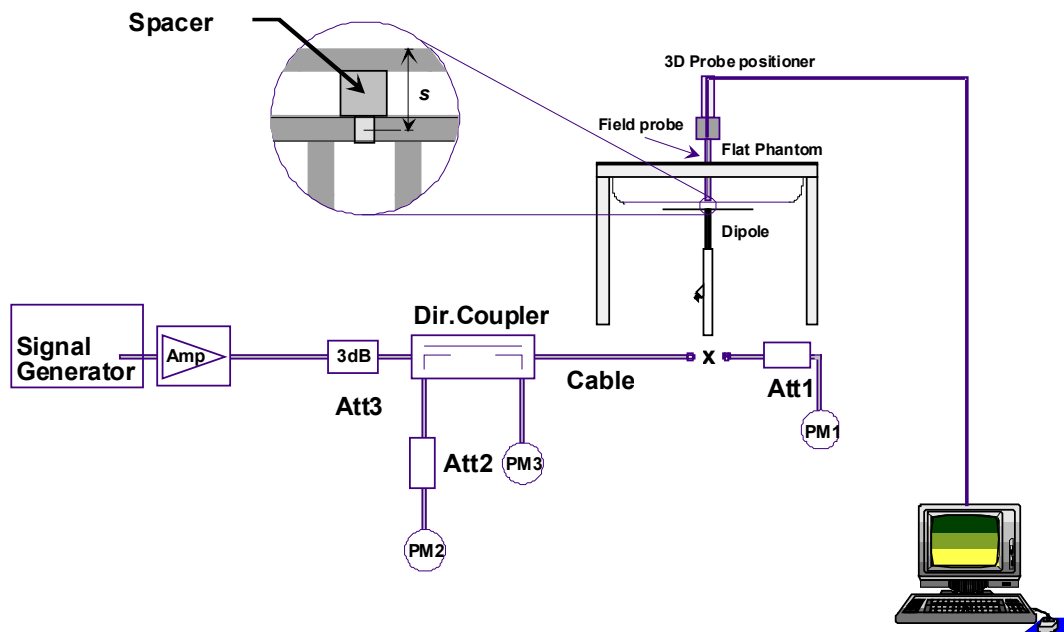 Spacer
s
3D Probe positioner
Field probe
Flat Phantom
Dipole
Signal
Generator
Amp
3dB
Att3
Dir.Coupler
Cable
x
Att1
PM1
Att2
PM3
PM2